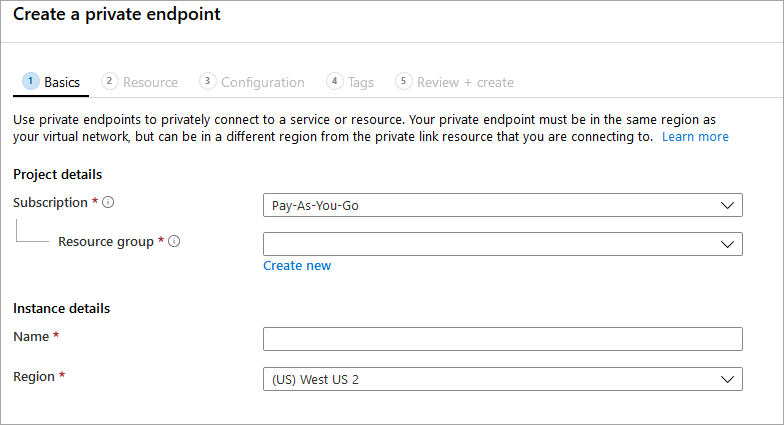 Create a private endpoint
1 Basics 2 Resource 3 Configuration 4 Tags 5 Review + create
Use private endpoints to privately connect to a service or resource. Your private endpoint must be in the same region as
your virtual network, but can be in a different region from the private link resource that you are connecting to. Learn more
Project details
Subscription * Pay-As-You-Go
Resource group *
Create new
Instance details
Name *
Region * (US) West US 2